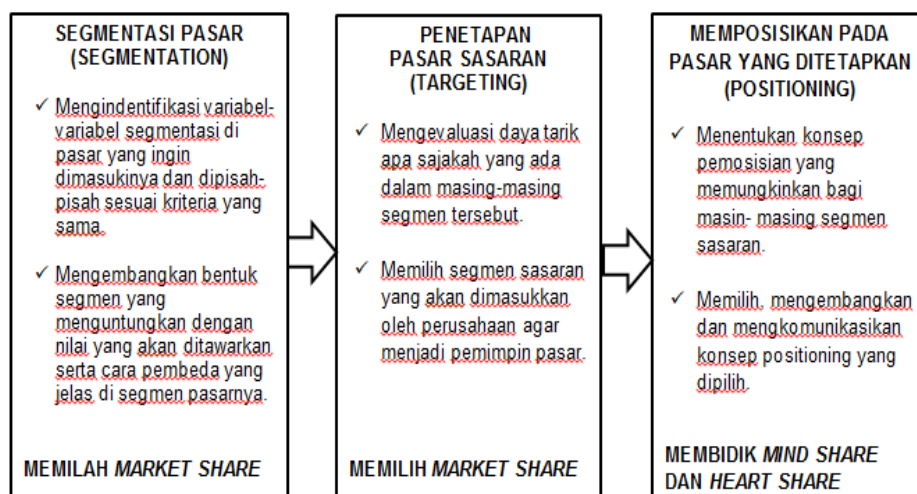 SEGMENTASI PASAR
(SEGMENTATION)
✓ Mengindentifikasi variabel-
variabel segmentasi di
pasar yang ingin
dimasukinya dan dipisah-
pisah sesuai kriteria yang
sama.
✓ Mengembangkan bentuk
segmen yang
menguntungkan dengan
nilai yang akan ditawarkan
serta cara pembeda yang
jelas di segmen pasarnya.
MEMILAH MARKET SHARE
PENETAPAN
PASAR SASARAN
(TARGETING)
✓ Mengevaluasi daya tarik
apa sajakah yang ada
dalam masing-masing
segmen tersebut.
✓ Memilih segmen sasaran
yang akan dimasukkan
oleh perusahaan agar
menjadi pemimpin pasar.
MEMILIH MARKET SHARE
MEMPOSISIKAN PADA
PASAR YANG DITETAPKAN
(POSITIONING)
✓ Menentukan konsep
pemosisian yang
memungkinkan bagi
masin- masing segmen
sasaran.
✓ Memilih, mengembangkan
dan mengkomunikasikan
konsep positioning yang
dipilih.
MEMBIDIK MIND SHARE
DAN HEART SHARE